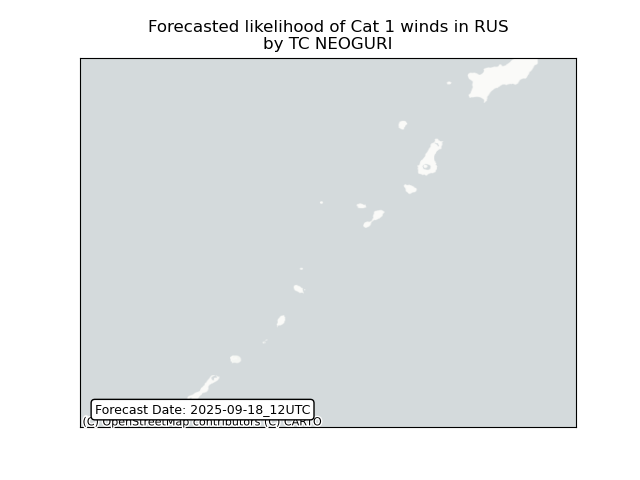 Forecasted likelihood of Cat 1 winds in RUS
by TC NEOGURI
Forecast Date: 2025-09-18_12UTC
(C) OpenStreetMap contributors (C) CARTO